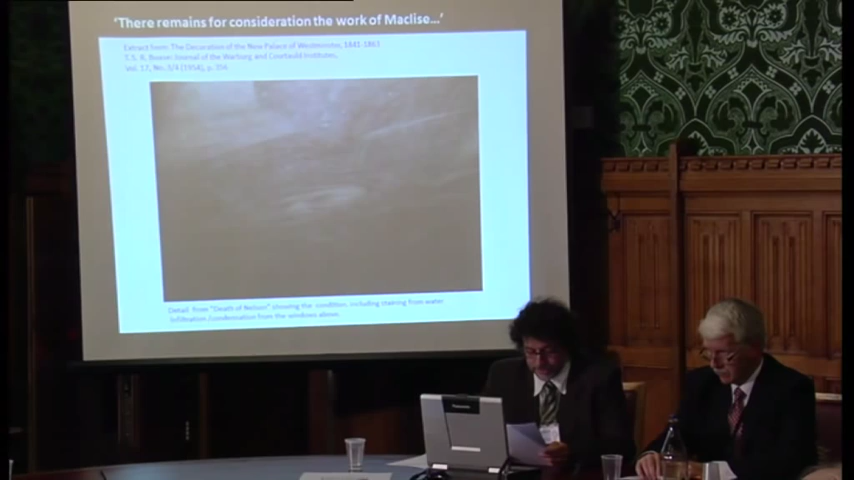 'There remains for consideration the work of Maclise…'
Extract from: The Decoration of the New Palace of Westminster, 1841-1863
T.S. R. Boase: Journal of the Warburg and Courtauld Institutes,
Vol. 17, No. 3/4 (1954), p. 356
Detail from "Death of Nelson" showing the condition, including staining from water
infiltration /condensation from the windows above.
Panasonic